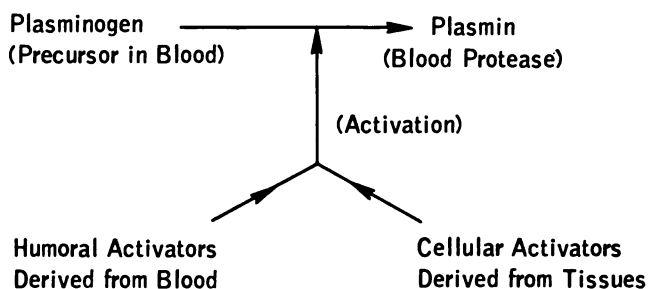 Plasminogen
(Precursor in Blood)
Plasmin
(Blood Protease)
(Activation)
Humoral Activators
Derived from Blood
Cellular Activators
Derived from Tissues